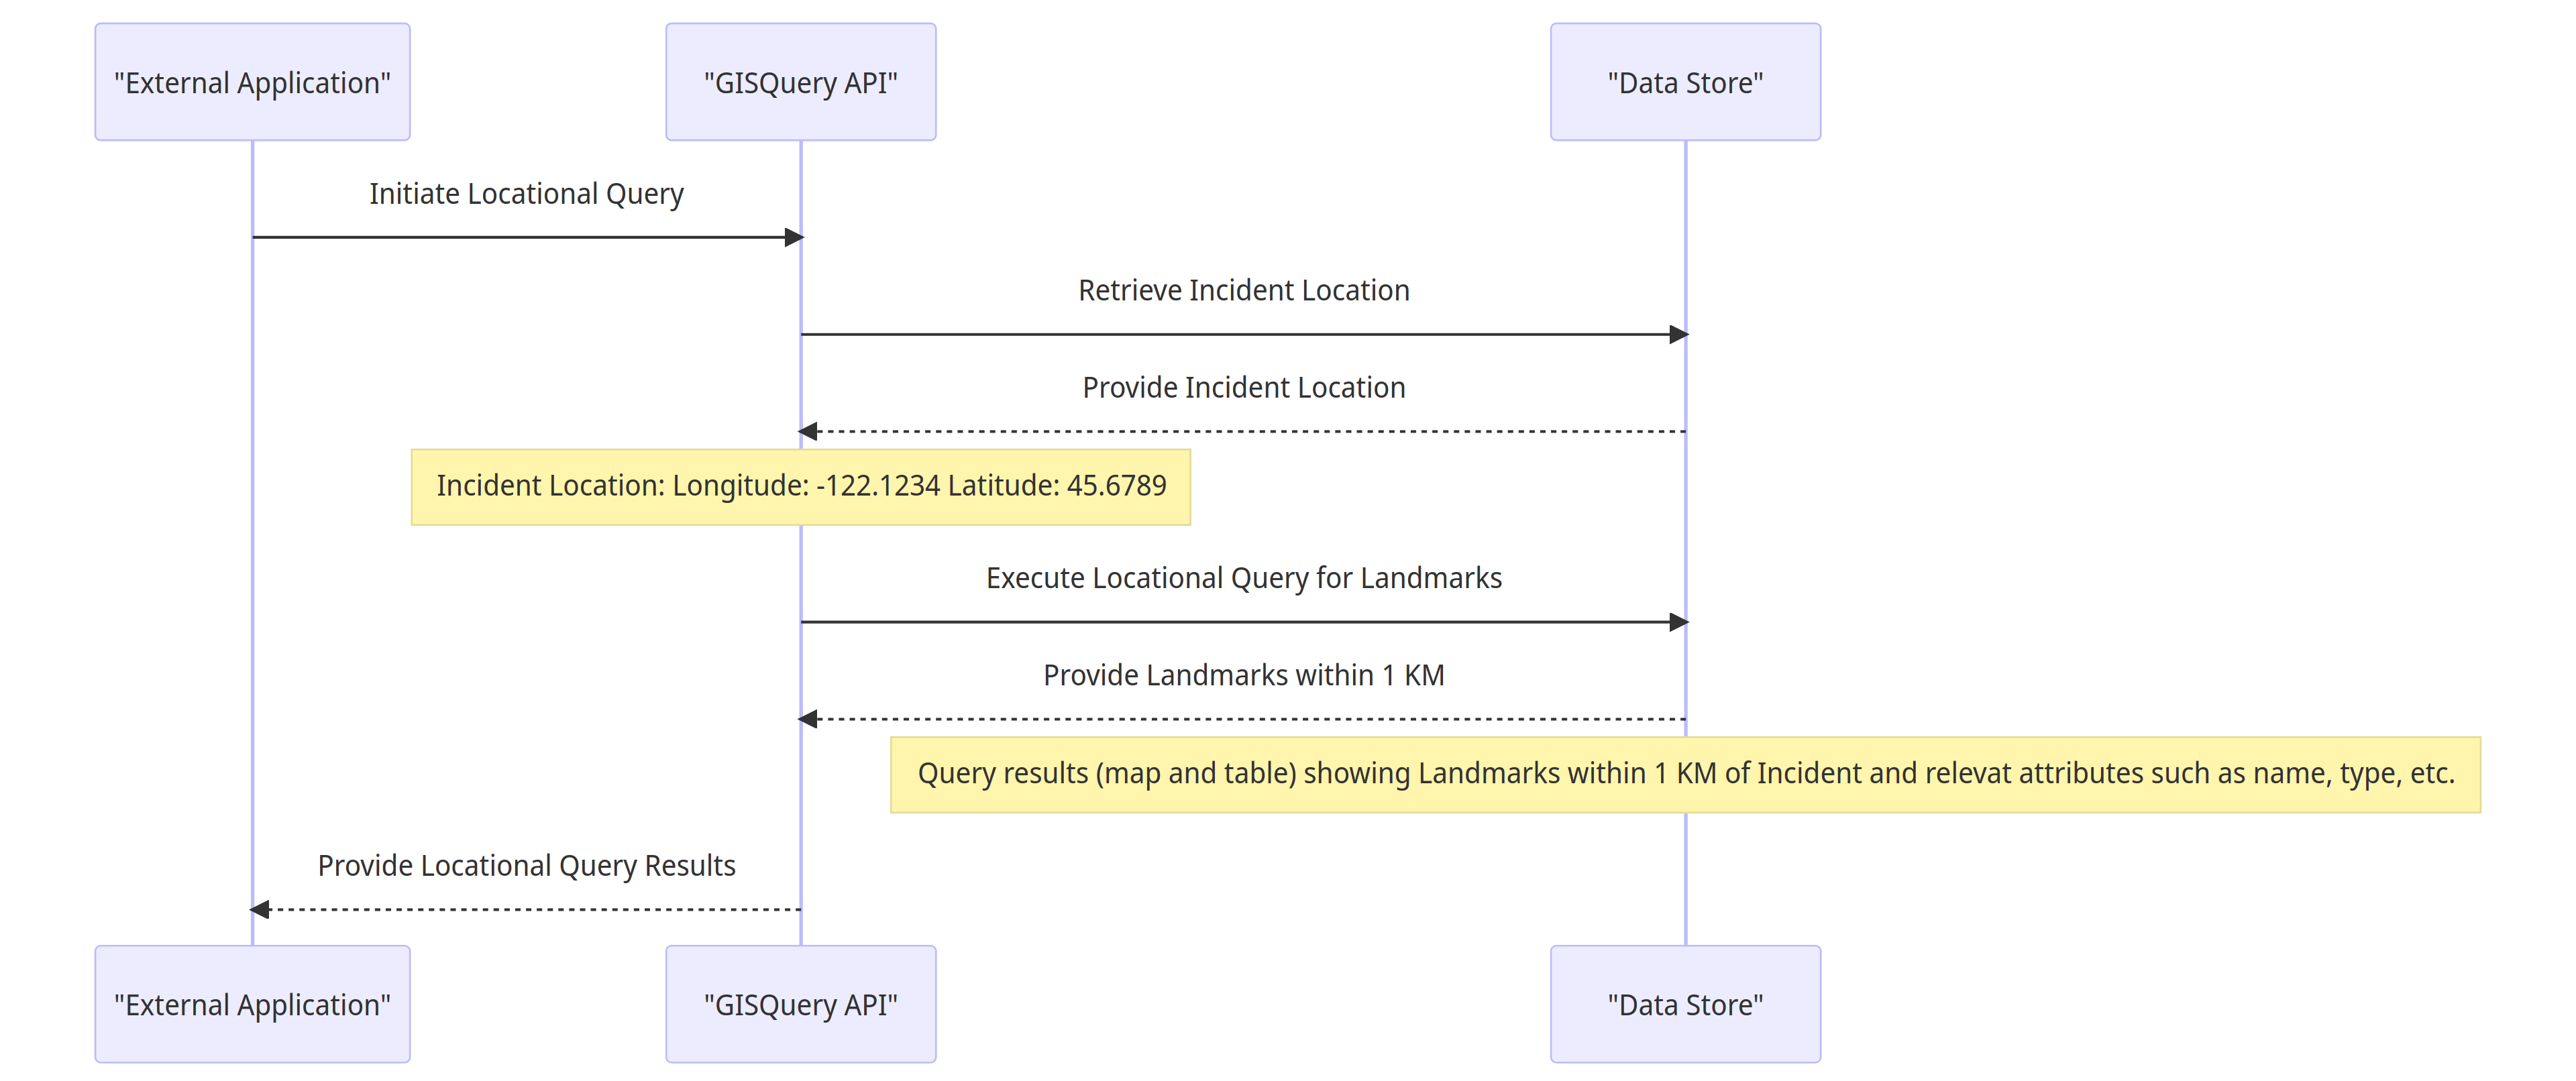 "External Application"
"GISQuery API"
"Data Store"
Initiate Locational Query
Retrieve Incident Location
Provide Incident Location
Incident Location: Longitude: -122.1234 Latitude: 45.6789
Execute Locational Query for Landmarks
Provide Landmarks within 1 KM
Query results (map and table) showing Landmarks within 1 KM of Incident and relevat attributes such as name, type, etc.
Provide Locational Query Results
"External Application"
"GISQuery API"
"Data Store"